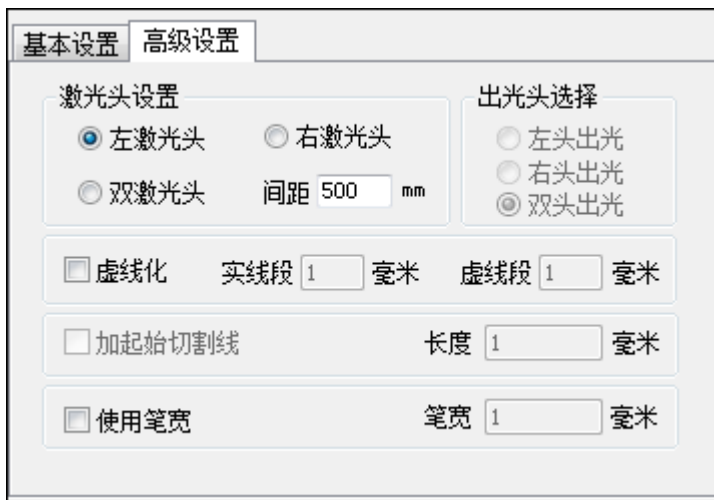 基本设置 高级设置
激光头设置 出光头选择
左激光头 右激光头 左头出光
右头出光
双激光头 间距 500 mm 双头出光
虚线化 实线段 1 毫米 虚线段 1 毫米
加起始切割线 长度 1 毫米
使用笔宽 笔宽 1 毫米